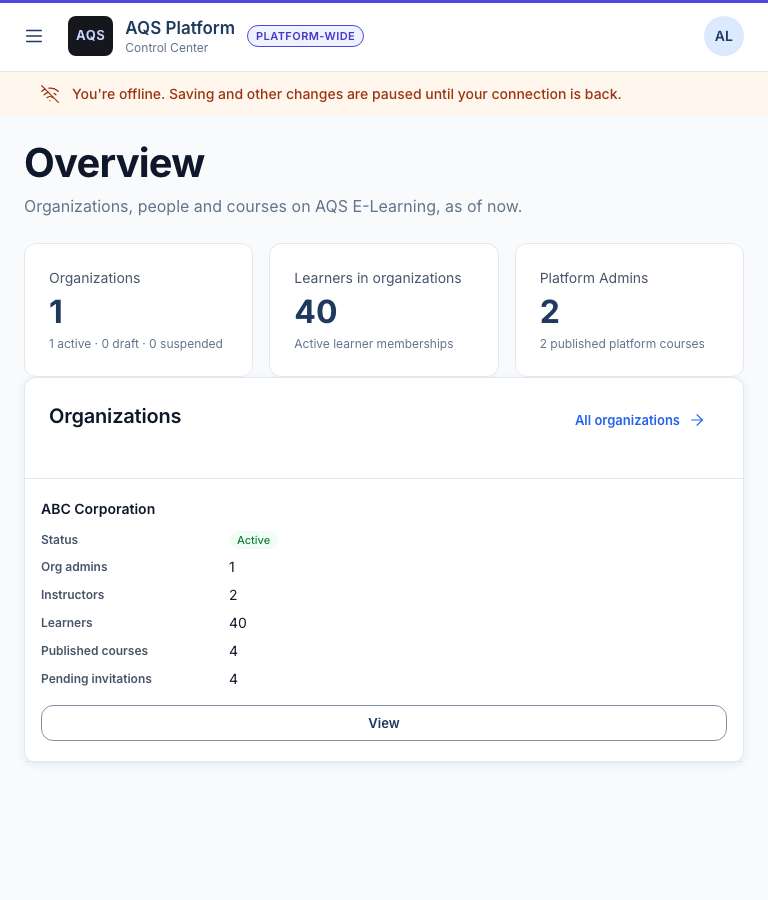 AQS
AQS Platform
Control Center
PLATFORM-WIDE
AL
You're offline. Saving and other changes are paused until your connection is back.
Overview
Organizations, people and courses on AQS E-Learning, as of now.
Organizations
1
1 active · 0 draft · 0 suspended
Learners in organizations
40
Active learner memberships
Platform Admins
2
2 published platform courses
Organizations
All organizations
ABC Corporation
Status Active
Org admins 1
Instructors 2
Learners 40
Published courses 4
Pending invitations 4
View